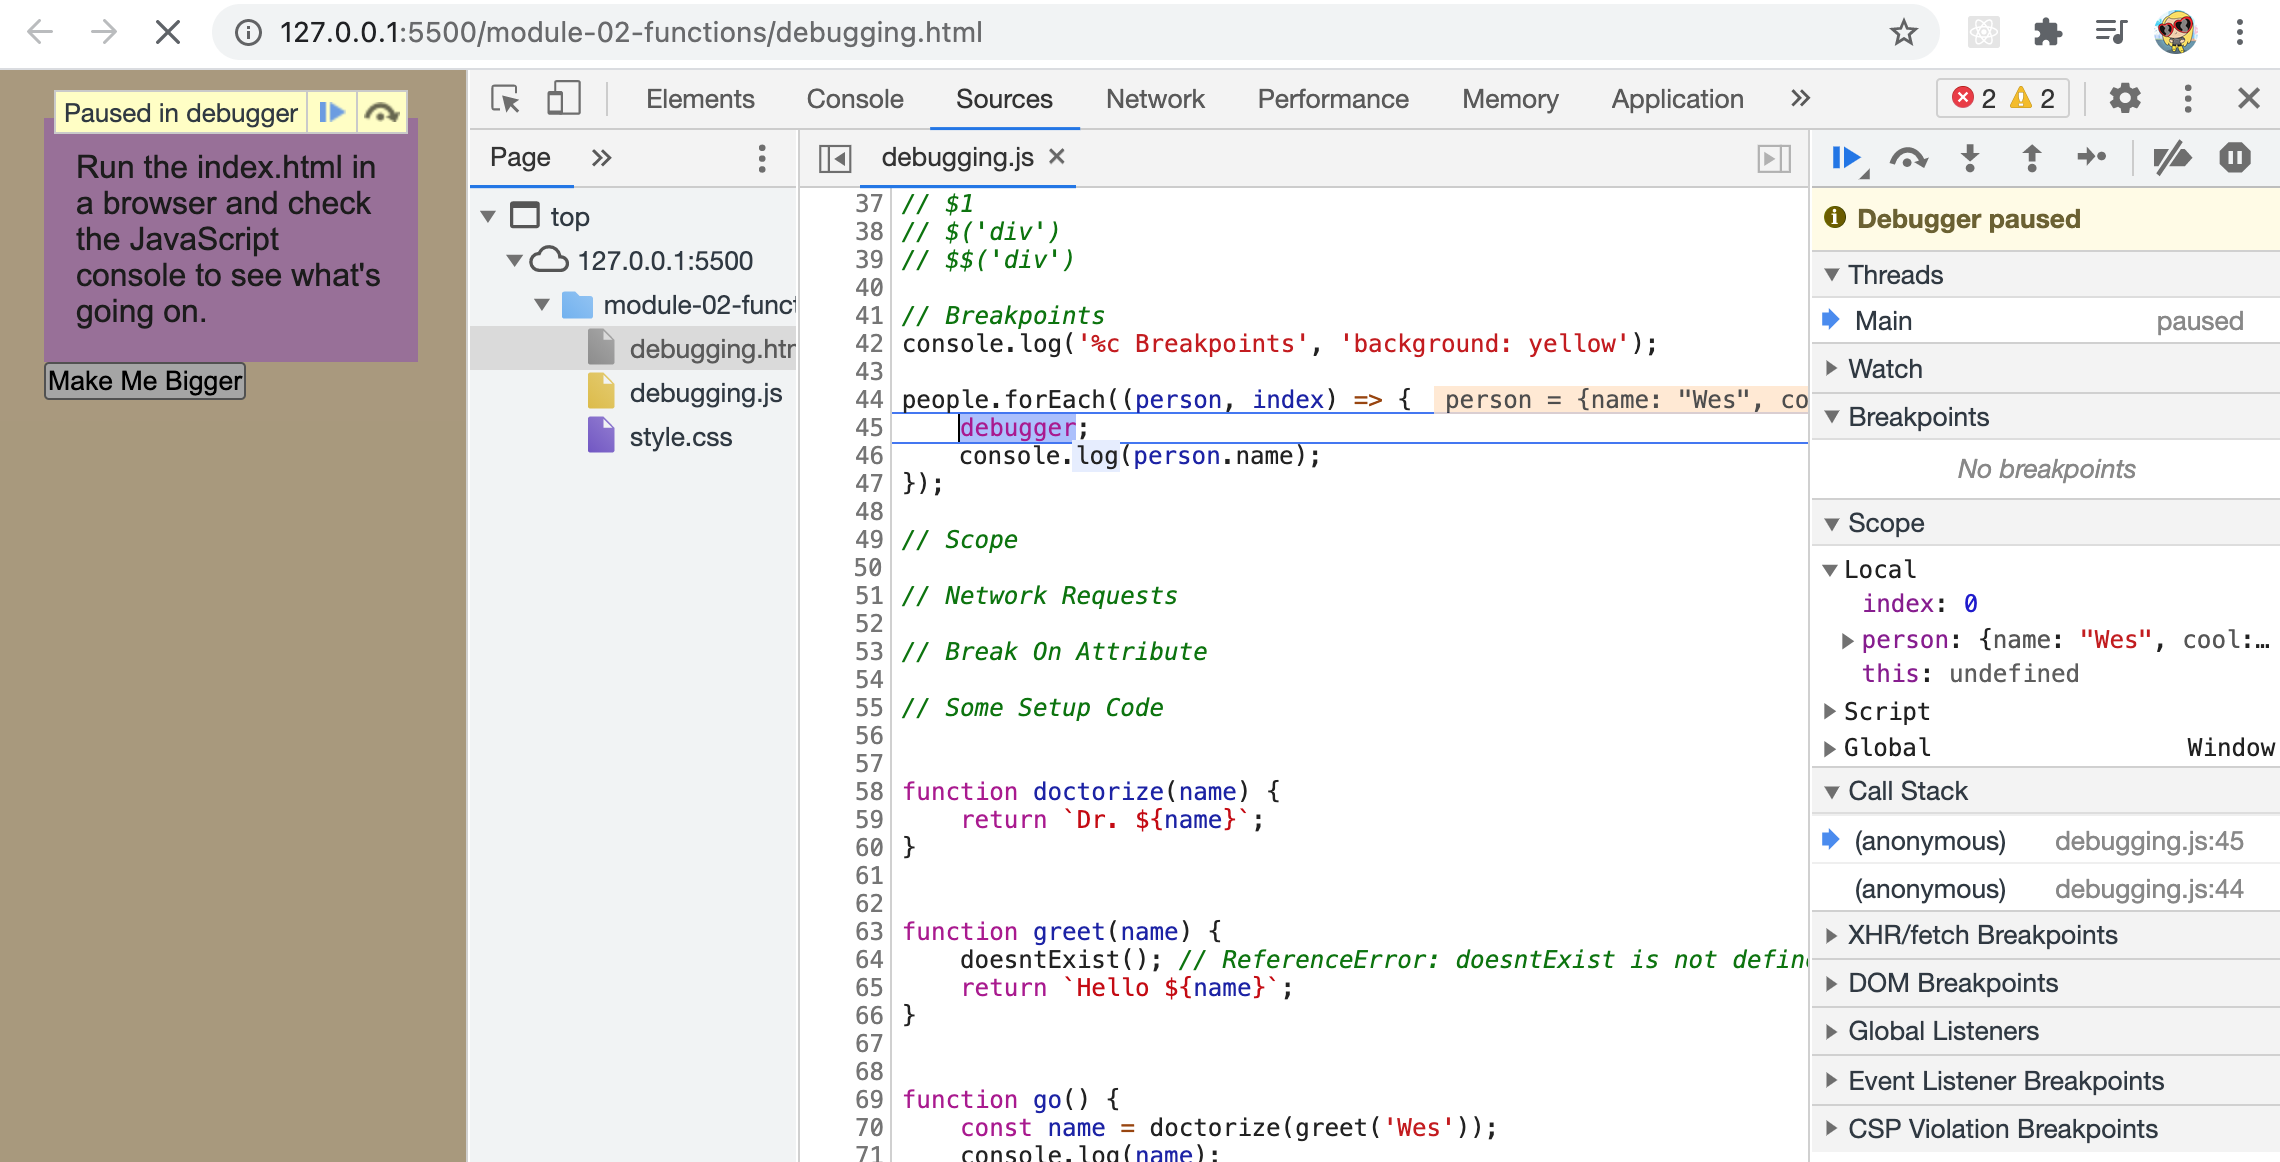 127.0.0.1:5500/module-02-functions/debugging.html
Paused in debugger
Run the index.html in
a browser and check
the JavaScript
console to see what's
going on.
Make Me Bigger
Elements Console Sources Network Performance Memory Application » 2 2
Page »
top
127.0.0.1:5500
module-02-funct
debugging.htm
debugging.js
style.css
debugging.js ×
37 // $1
38 // $('div')
39 // $$('div')
40
41 // Breakpoints
42 console.log('%c Breakpoints', 'background: yellow');
43
44 people.forEach((person, index) => { person = {name: "Wes", co
45 debugger;
46 console.log(person.name);
47 });
48
49 // Scope
50
51 // Network Requests
52
53 // Break On Attribute
54
55 // Some Setup Code
56
57
58 function doctorize(name) {
59 return `Dr. ${name}`;
60 }
61
62
63 function greet(name) {
64 doesntExist(); // ReferenceError: doesntExist is not define
65 return `Hello ${name}`;
66 }
67
68
69 function go() {
70 const name = doctorize(greet('Wes'));
71 console.log(name);
Debugger paused
Threads
Main paused
Watch
Breakpoints
No breakpoints
Scope
Local
index: 0
person: {name: "Wes", cool:…
this: undefined
Script
Global Window
Call Stack
(anonymous) debugging.js:45
(anonymous) debugging.js:44
XHR/fetch Breakpoints
DOM Breakpoints
Global Listeners
Event Listener Breakpoints
CSP Violation Breakpoints